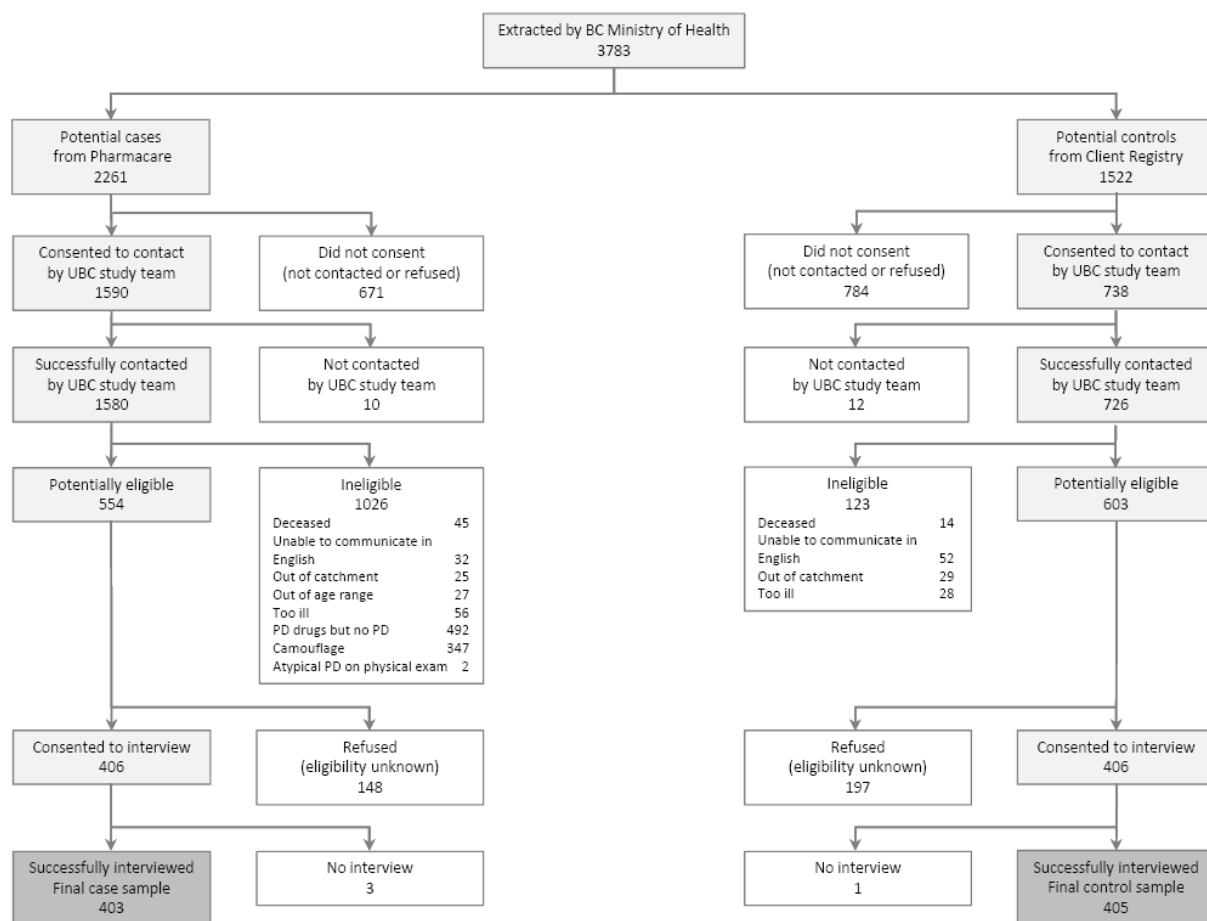 Extracted by BC Ministry of Health
3783
Potential cases
from Pharmacare
2261
Potential controls
from Client Registry
1522
Consented to contact
by UBC study team
1590
Did not consent
(not contacted or refused)
671
Did not consent
(not contacted or refused)
784
Consented to contact
by UBC study team
738
Successfully contacted
by UBC study team
1580
Not contacted
by UBC study team
10
Not contacted
by UBC study team
12
Successfully contacted
by UBC study team
726
Potentially eligible
554
Ineligible
1026
Deceased 45
Unable to communicate in
English 32
Out of catchment 25
Out of age range 27
Too ill 56
PD drugs but no PD 492
Camouflage 347
Atypical PD on physical exam 2
Ineligible
123
Deceased 14
Unable to communicate in
English 52
Out of catchment 29
Too ill 28
Potentially eligible
603
Consented to interview
406
Refused
(eligibility unknown)
148
Refused
(eligibility unknown)
197
Consented to interview
406
Successfully interviewed
Final case sample
403
No interview
3
No interview
1
Successfully interviewed
Final control sample
405